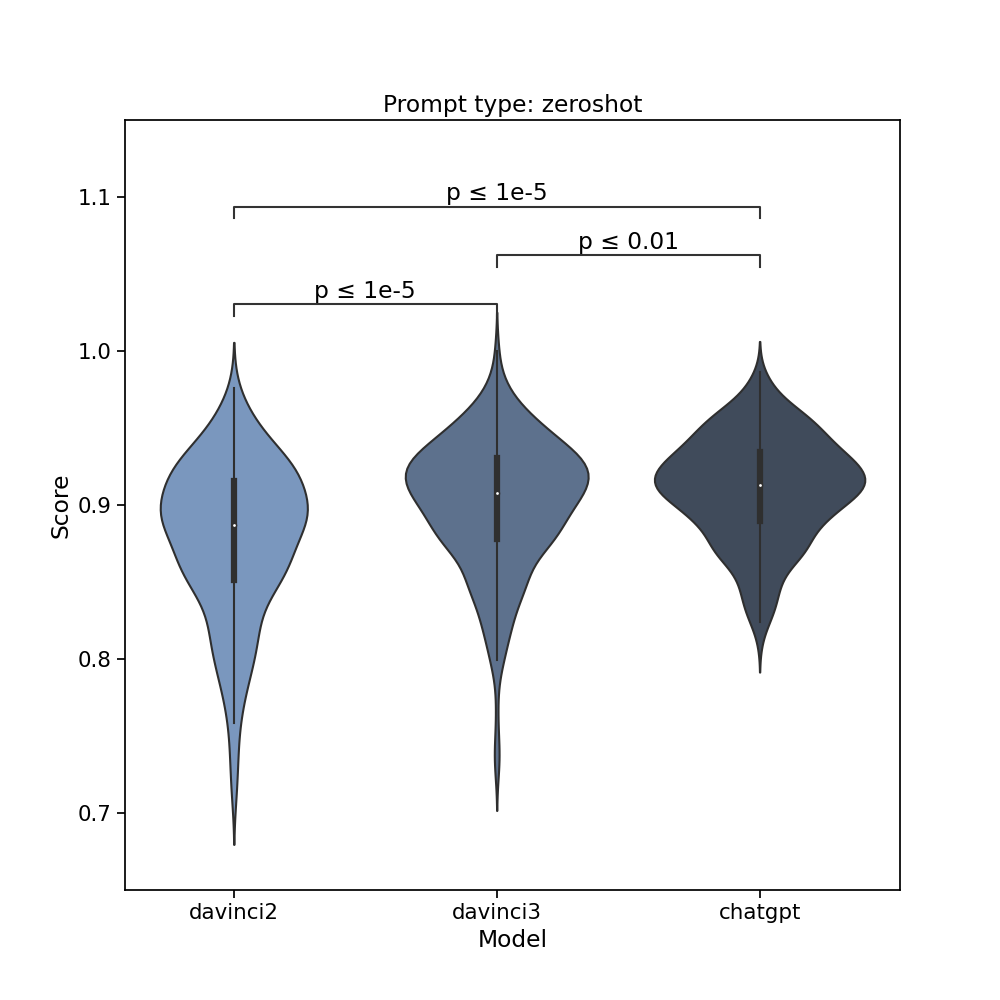 Prompt type: zeroshot
1.1
p ≤ 1e-5
p ≤ 0.01
p ≤ 1e-5
1.0
0.9
Score
0.8
0.7
davinci2 davinci3 chatgpt
Model